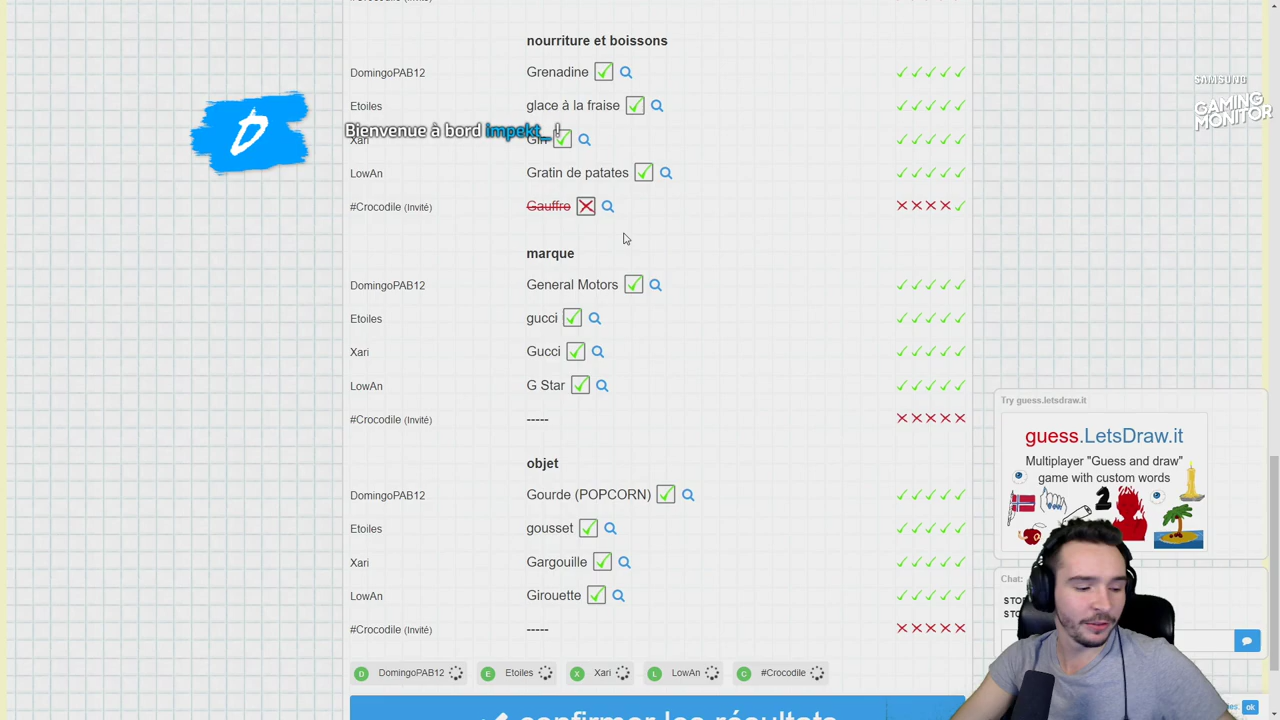 nourriture et boissons
DomingoPAB12 Grenadine
Etoiles glace à la fraise
Bienvenue à bord impekt_ !
Xari Gin
LowAn Gratin de patates
#Crocodile (Invité) Gauffre
marque
DomingoPAB12 General Motors
Etoiles gucci
Xari Gucci
LowAn G Star
#Crocodile (Invité) -----
objet
DomingoPAB12 Gourde (POPCORN)
Etoiles gousset
Xari Gargouille
LowAn Girouette
#Crocodile (Invité) -----
D DomingoPAB12 E Etoiles X Xari L LowAn C #Crocodile
confirmer les résultats
SAMSUNG
GAMING
MONITOR
Try guess.letsdraw.it
guess.LetsDraw.it
Multiplayer "Guess and draw"
game with custom words
Chat:
ok